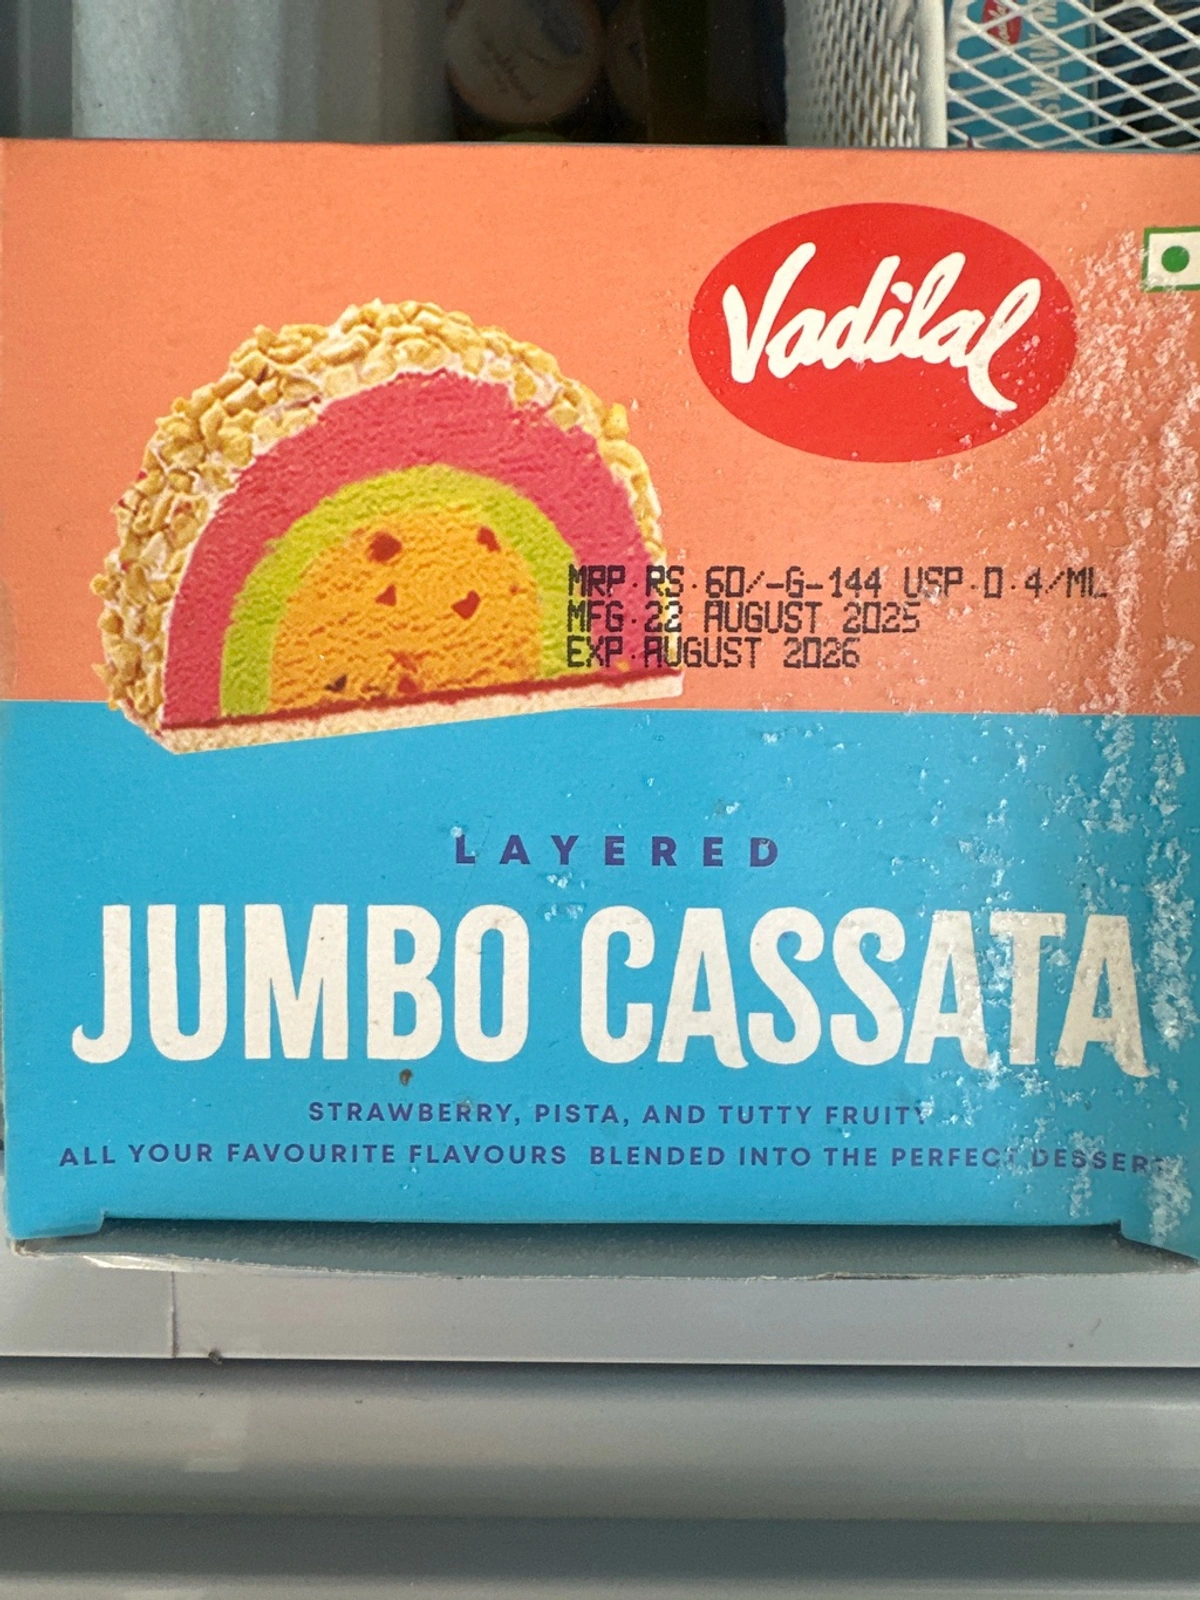 Vadilal
MRP.RS.60/-G-144 USP.0.4/ML
MFG.22 AUGUST 2025
EXP.AUGUST 2026
LAYERED
JUMBO CASSATA
STRAWBERRY, PISTA, AND TUTTY FRUITY
ALL YOUR FAVOURITE FLAVOURS BLENDED INTO THE PERFECT DESSERT